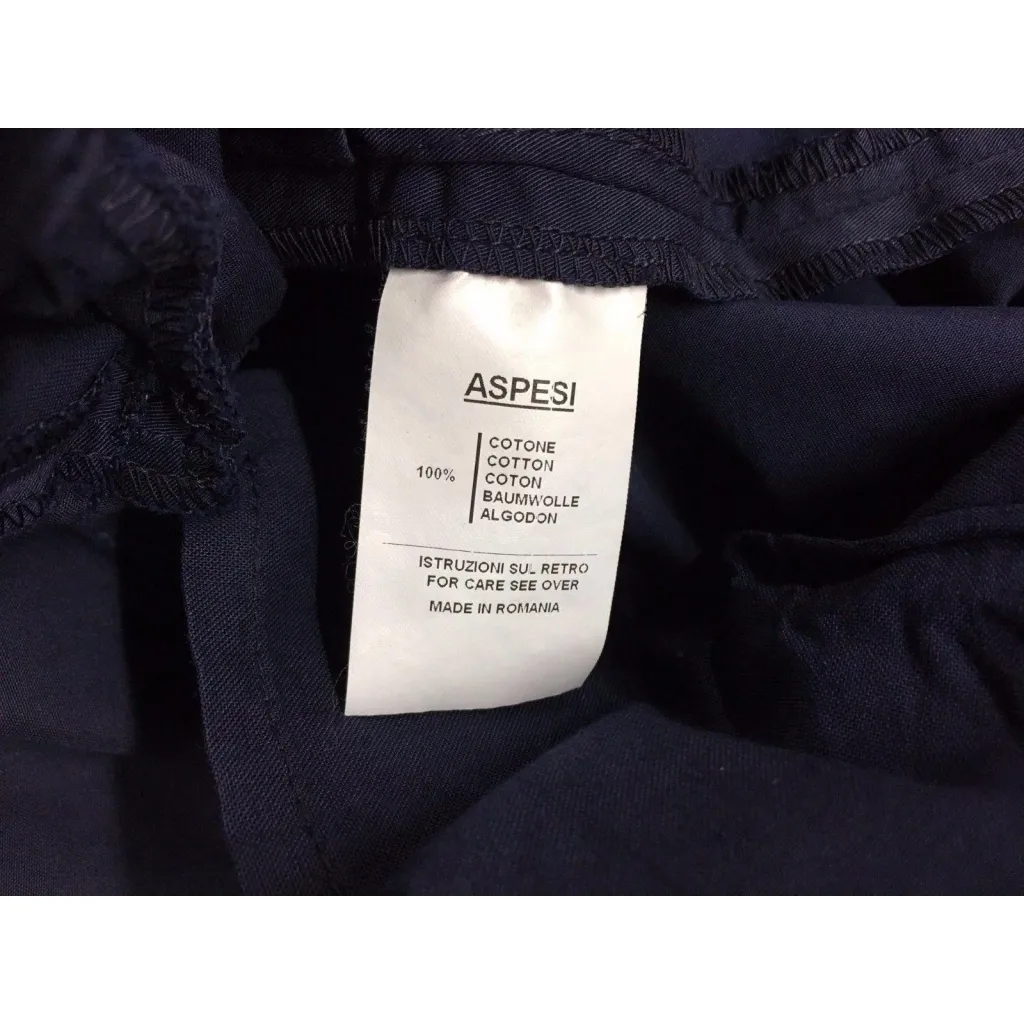 ASPESI
100%
COTONE
COTTON
COTON
BAUMWOLLE
ALGODON
ISTRUZIONI SUL RETRO
FOR CARE SEE OVER
MADE IN ROMANIA